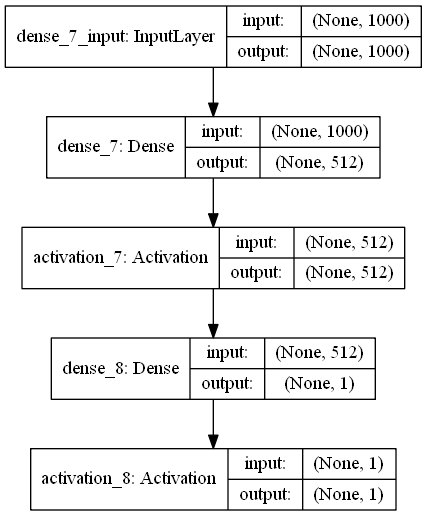 dense_7_input: InputLayer
input: (None, 1000)
output: (None, 1000)
dense_7: Dense
input: (None, 1000)
output: (None, 512)
activation_7: Activation
input: (None, 512)
output: (None, 512)
dense_8: Dense
input: (None, 512)
output: (None, 1)
activation_8: Activation
input: (None, 1)
output: (None, 1)